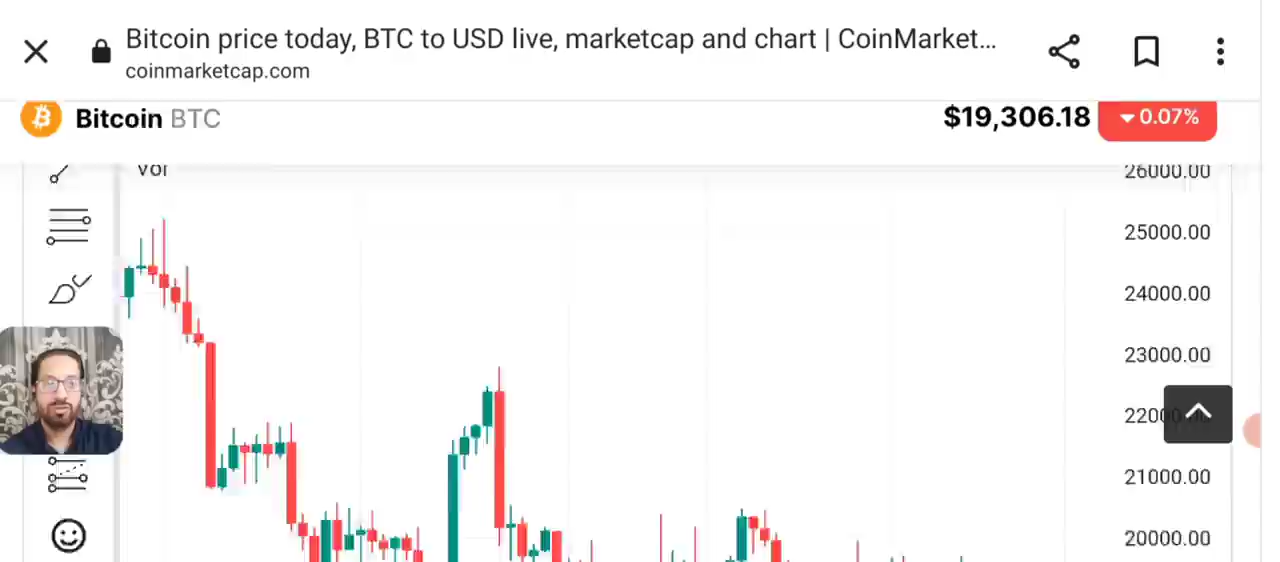 Bitcoin price today, BTC to USD live, marketcap and chart | CoinMarket...
coinmarketcap.com
Bitcoin BTC
$19,306.18
0.07%
Vol
26000.00
25000.00
24000.00
23000.00
21000.00
20000.00